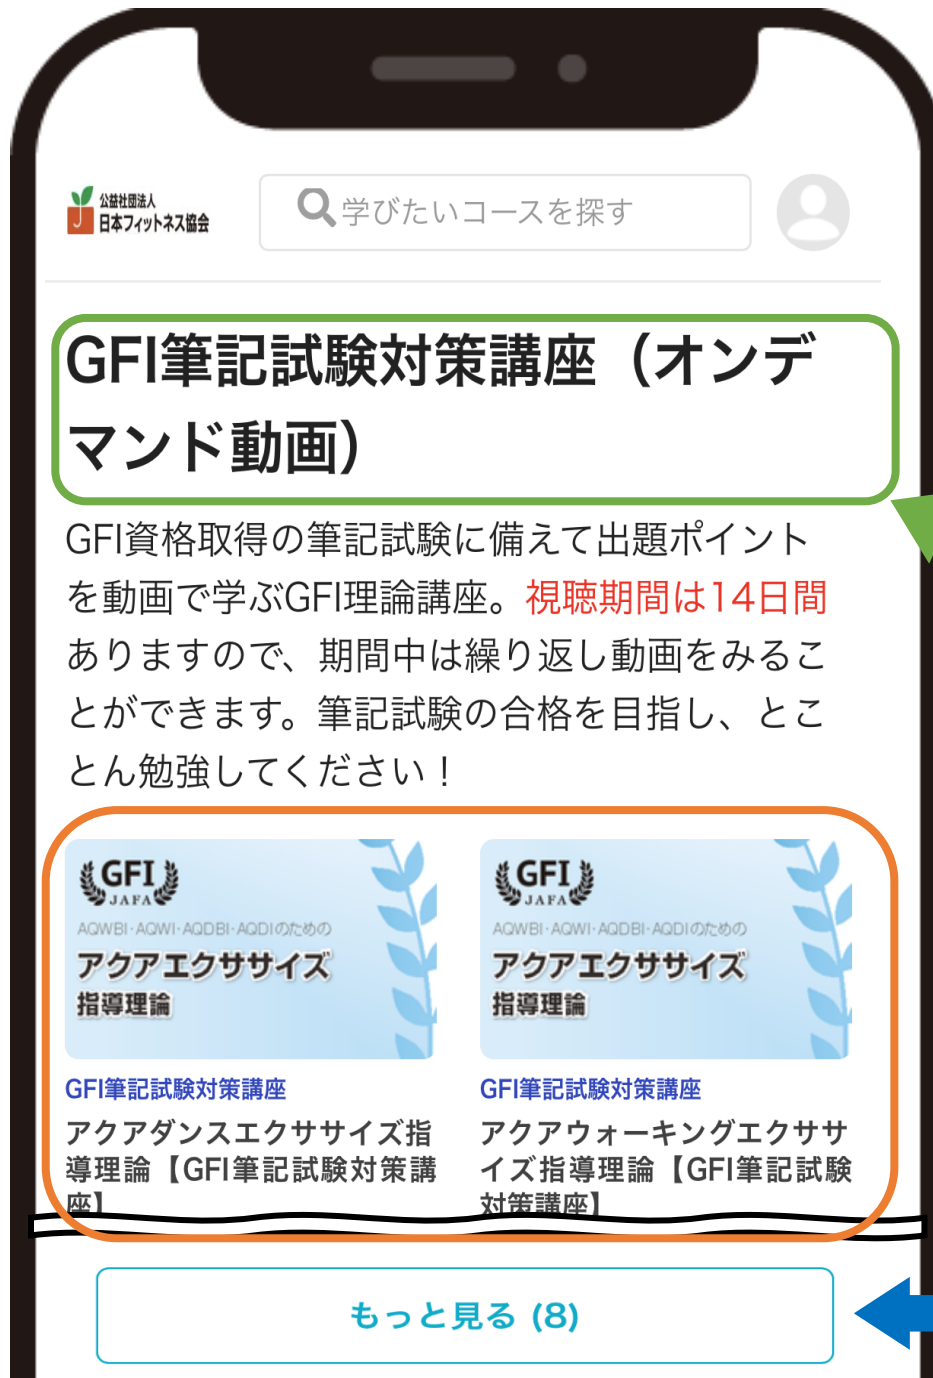 公益社団法人
日本フィットネス協会
学びたいコースを探す
GFI筆記試験対策講座（オンデ
マンド動画）
GFI資格取得の筆記試験に備えて出題ポイント
を動画で学ぶGFI理論講座。視聴期間は14日間
ありますので、期間中は繰り返し動画をみるこ
とができます。筆記試験の合格を目指し、とこ
とん勉強してください！
GFI
JAFA
AQWBI・AQWI・AQDBI・AQDIのための
アクアエクササイズ
指導理論
GFI筆記試験対策講座
アクアダンスエクササイズ指
導理論【GFI筆記試験対策講
座】
GFI
JAFA
AQWBI・AQWI・AQDBI・AQDIのための
アクアエクササイズ
指導理論
GFI筆記試験対策講座
アクアウォーキングエクササ
イズ指導理論【GFI筆記試験
対策講座】
もっと見る (8)